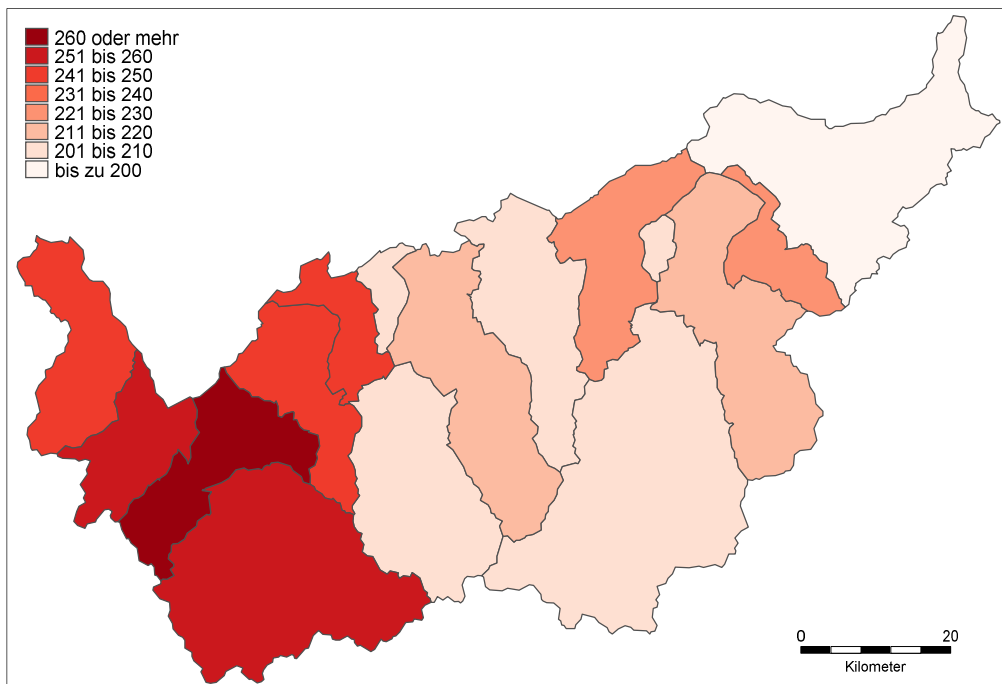 260 oder mehr
251 bis 260
241 bis 250
231 bis 240
221 bis 230
211 bis 220
201 bis 210
bis zu 200
0 20
Kilometer